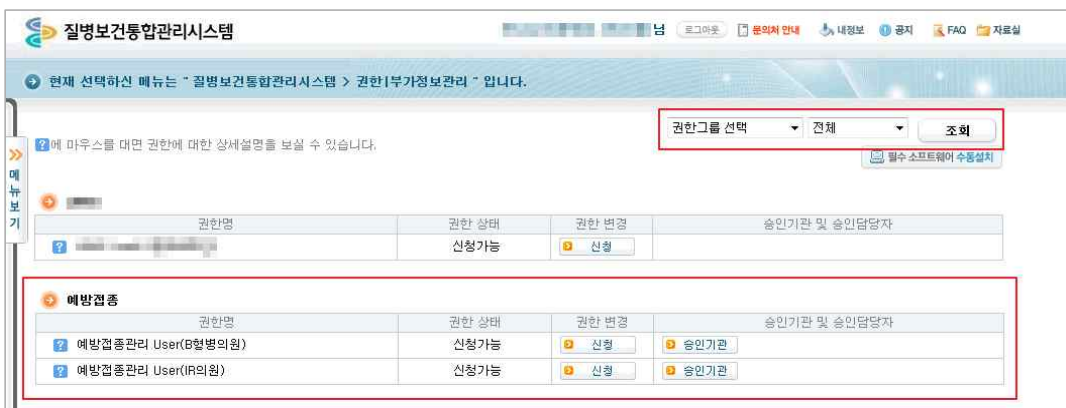 질병보건통합관리시스템
님 로그아웃 문의처 안내 내정보 공지 FAQ 자료실
현재 선택하신 메뉴는 " 질병보건통합관리시스템 > 권한|부가정보관리 " 입니다.
권한그룹 선택 전체 조회
?에 마우스를 대면 권한에 대한 상세설명을 보실 수 있습니다.
필수 소프트웨어 수동설치
메뉴보기
권한명 권한 상태 권한 변경 승인기관 및 승인담당자
? 신청가능 신청
예방접종
권한명 권한 상태 권한 변경 승인기관 및 승인담당자
? 예방접종관리 User(B형병의원) 신청가능 신청 승인기관
? 예방접종관리 User(IR의원) 신청가능 신청 승인기관